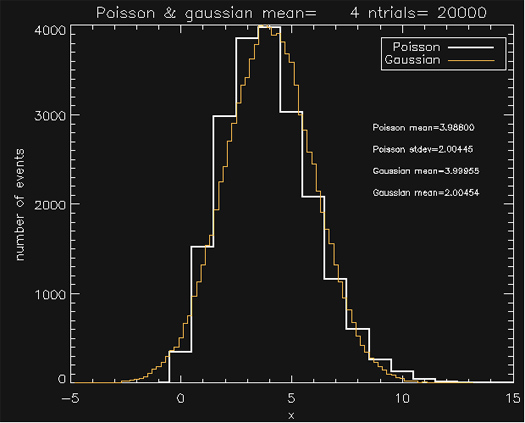 Poisson & gaussian mean= 4 ntrials= 20000
4000
Poisson
Gaussian
3000
Poisson mean=3.98800
Poisson stdev=2.00445
Gaussian mean=3.99955
Gaussian mean=2.00454
number of events
2000
1000
0
-5 0 5 10 15
x